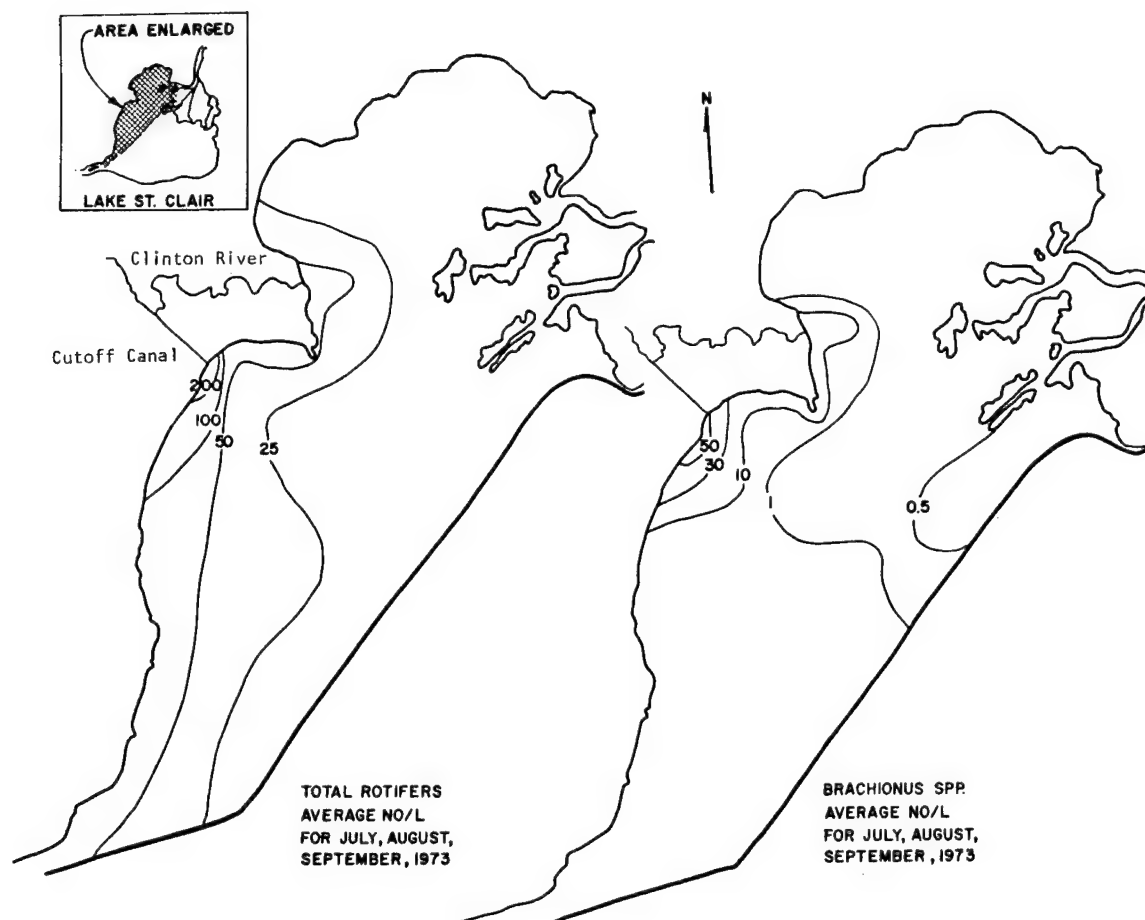 AREA ENLARGED
LAKE ST. CLAIR
N
Clinton River
Cutoff Canal
200
100
50
25
50
30
10
1
0.5
TOTAL ROTIFERS
AVERAGE NO/L
FOR JULY, AUGUST,
SEPTEMBER, 1973
BRACHIONUS SPP.
AVERAGE NO/L
FOR JULY, AUGUST,
SEPTEMBER, 1973